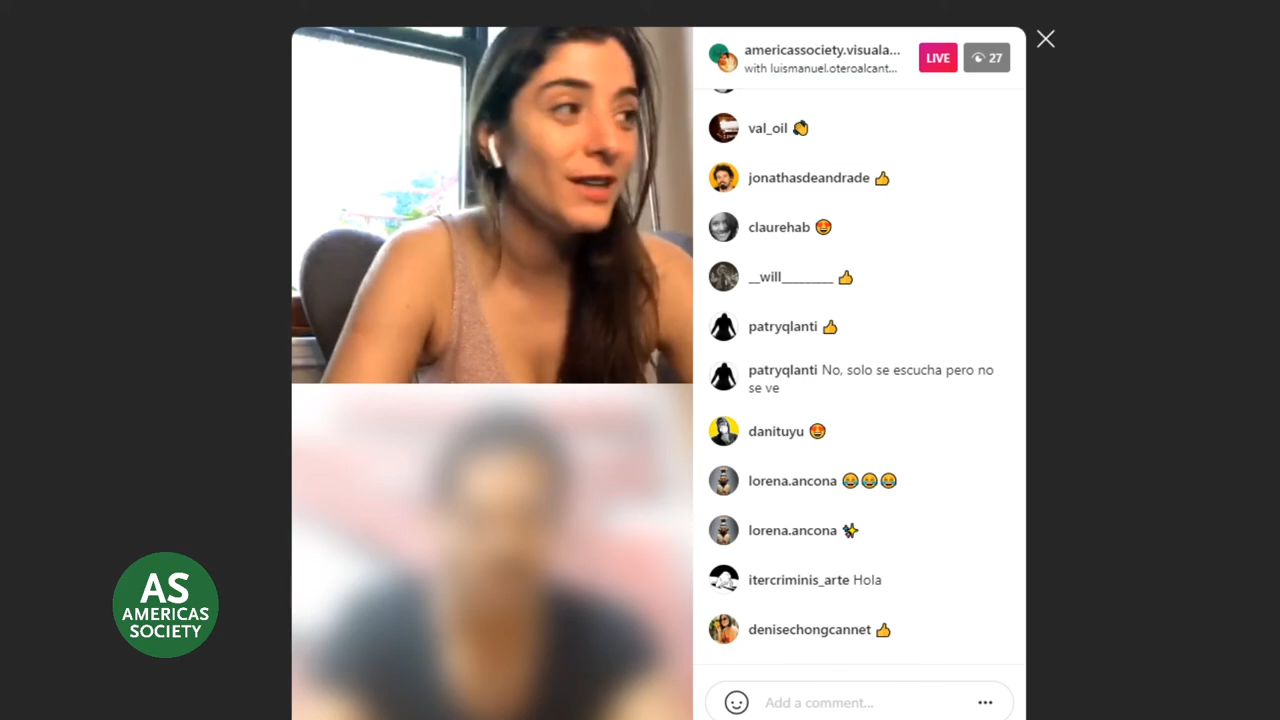 americassociety.visuala...
with luismanuel.oteroalcant...
LIVE
27
val_oil 👏
jonathasdeandrade 👍
claurehab 😍
__will________ 👍
patryqlanti 👍
patryqlanti No, solo se escucha pero no
se ve
danituyu 😍
lorena.ancona 😂😂😂
lorena.ancona ✨
itercriminis_arte Hola
denisechongcannet 👍
Add a comment...
AS
AMERICAS
SOCIETY